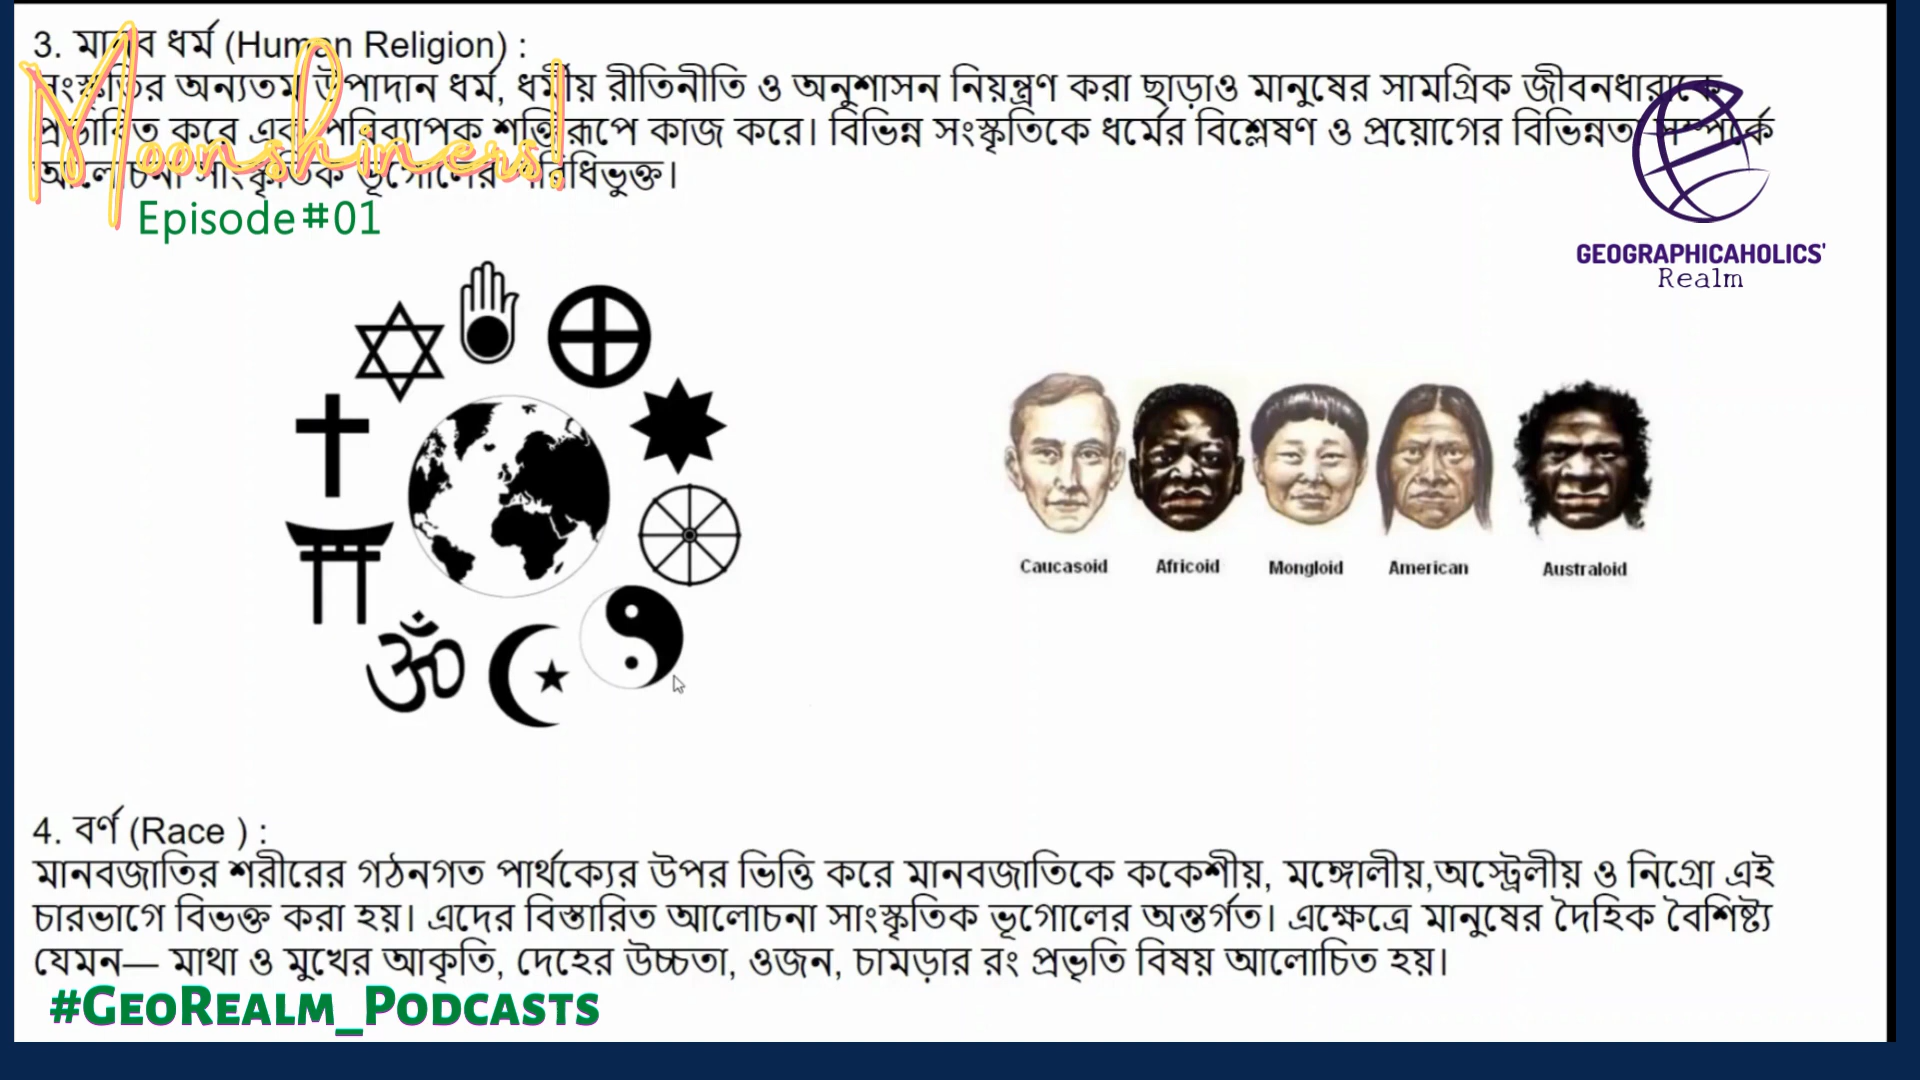 3. মানব ধর্ম (Human Religion) :
সংস্কৃতির অন্যতম উপাদান ধর্ম, ধর্মীয় রীতিনীতি ও অনুশাসন নিয়ন্ত্রণ করা ছাড়াও মানুষের সামগ্রিক জীবনধারাকে
প্রভাবিত করে এবং পরিব্যাপক শক্তিরূপে কাজ করে। বিভিন্ন সংস্কৃতিকে ধর্মের বিশ্লেষণ ও প্রয়োগের বিভিন্নতা সম্পর্কে
আলোচনা সাংস্কৃতিক ভূগোলের পরিধিভুক্ত।
Moonshiners!
Episode#01
GEOGRAPHICAHOLICS'
Realm
Caucasoid Africoid Mongloid American Australoid
4. বর্ণ (Race ) :
মানবজাতির শরীরের গঠনগত পার্থক্যের উপর ভিত্তি করে মানবজাতিকে ককেশীয়, মঙ্গোলীয়,অস্ট্রেলীয় ও নিগ্রো এই
চারভাগে বিভক্ত করা হয়। এদের বিস্তারিত আলোচনা সাংস্কৃতিক ভূগোলের অন্তর্গত। এক্ষেত্রে মানুষের দৈহিক বৈশিষ্ট্য
যেমন— মাথা ও মুখের আকৃতি, দেহের উচ্চতা, ওজন, চামড়ার রং প্রভৃতি বিষয় আলোচিত হয়।
#GEOREALM_PODCASTS